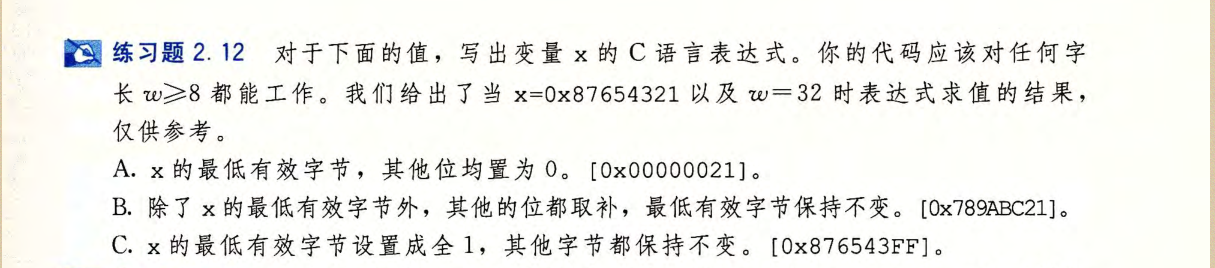 练习题 2.12 对于下面的值，写出变量 x 的 C 语言表达式。你的代码应该对任何字
长 w≥8 都能工作。我们给出了当 x=0x87654321 以及 w=32 时表达式求值的结果，
仅供参考。
A. x 的最低有效字节，其他位均置为 0。[0x00000021]。
B. 除了 x 的最低有效字节外，其他的位都取补，最低有效字节保持不变。[0x789ABC21]。
C. x 的最低有效字节设置成全 1，其他字节都保持不变。[0x876543FF]。